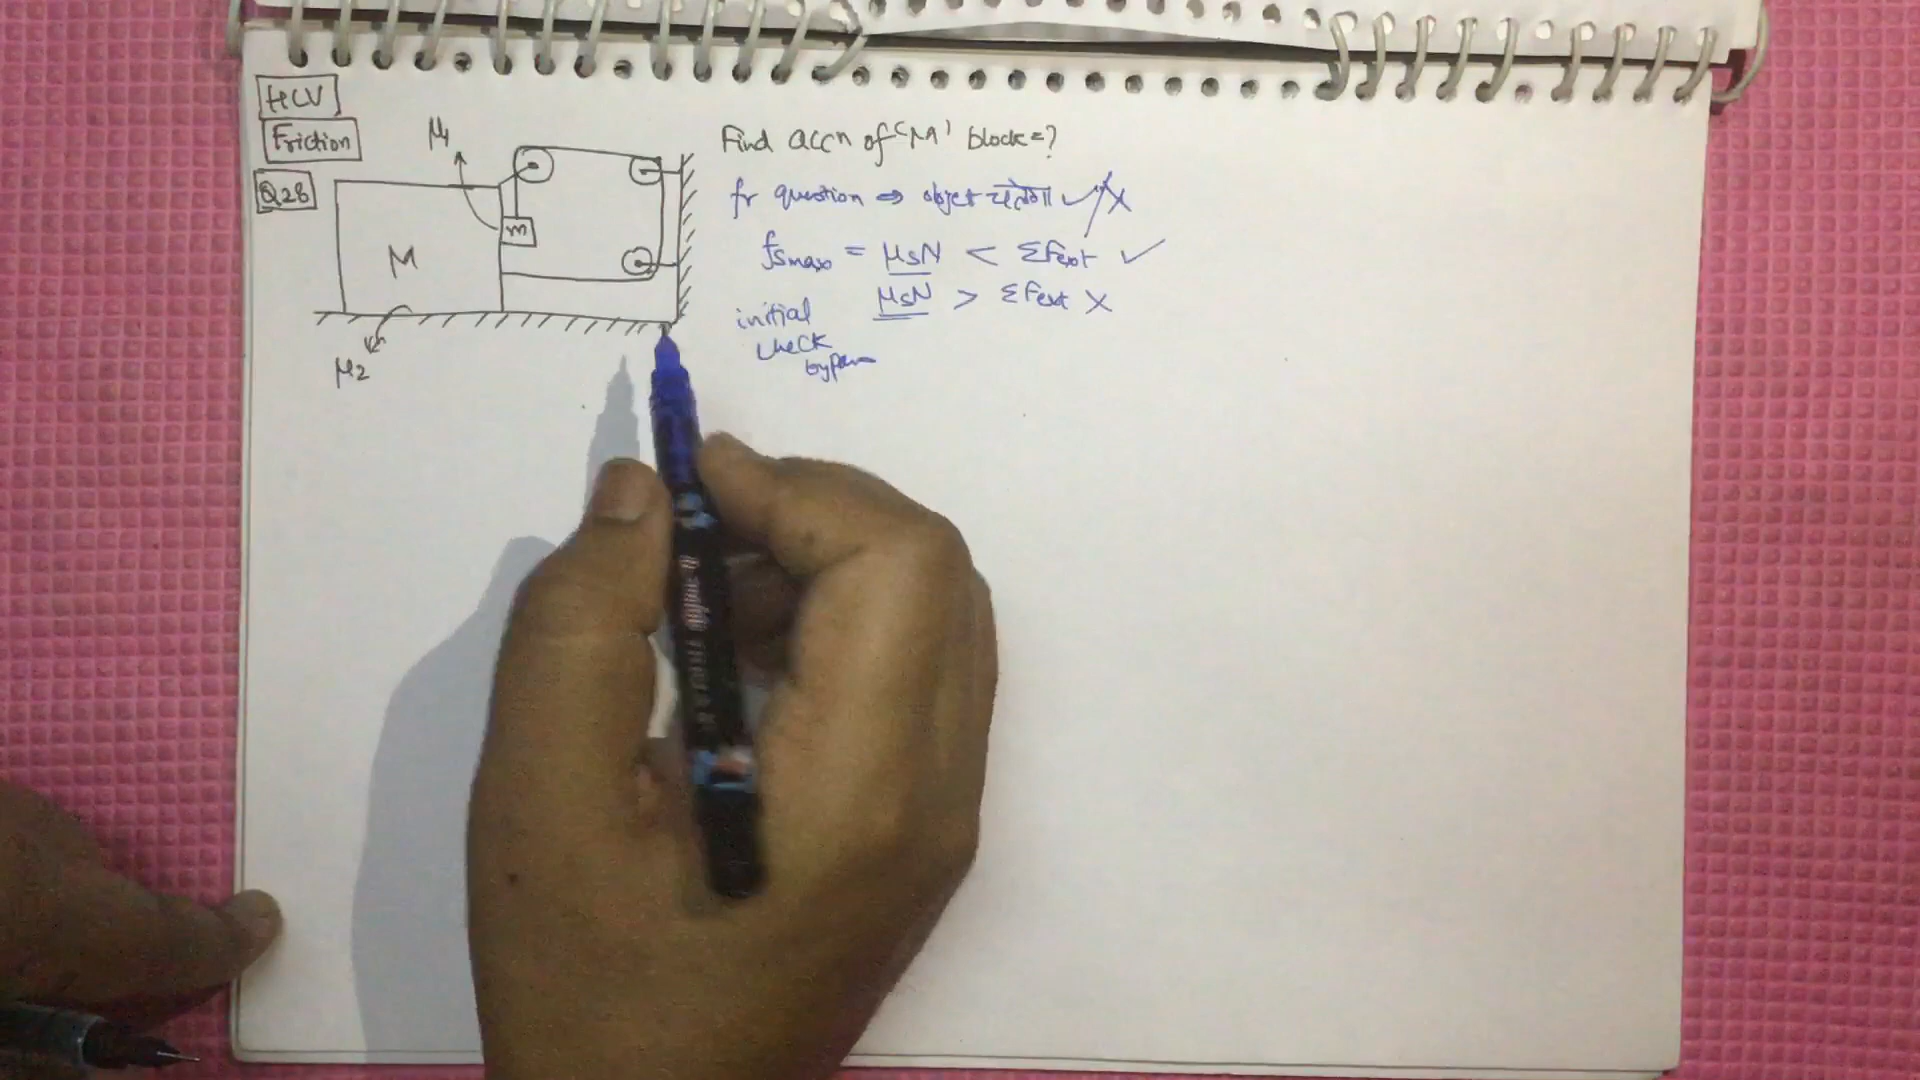 HCV
Friction
Q28
μ1
m
M
μ2
Find accn of 'M' block=?
fr question ⇒ object चलेगा ✓/X
fsmax = μsN < ΣFext ✓
μsN > ΣFext X
initial
check
bypass